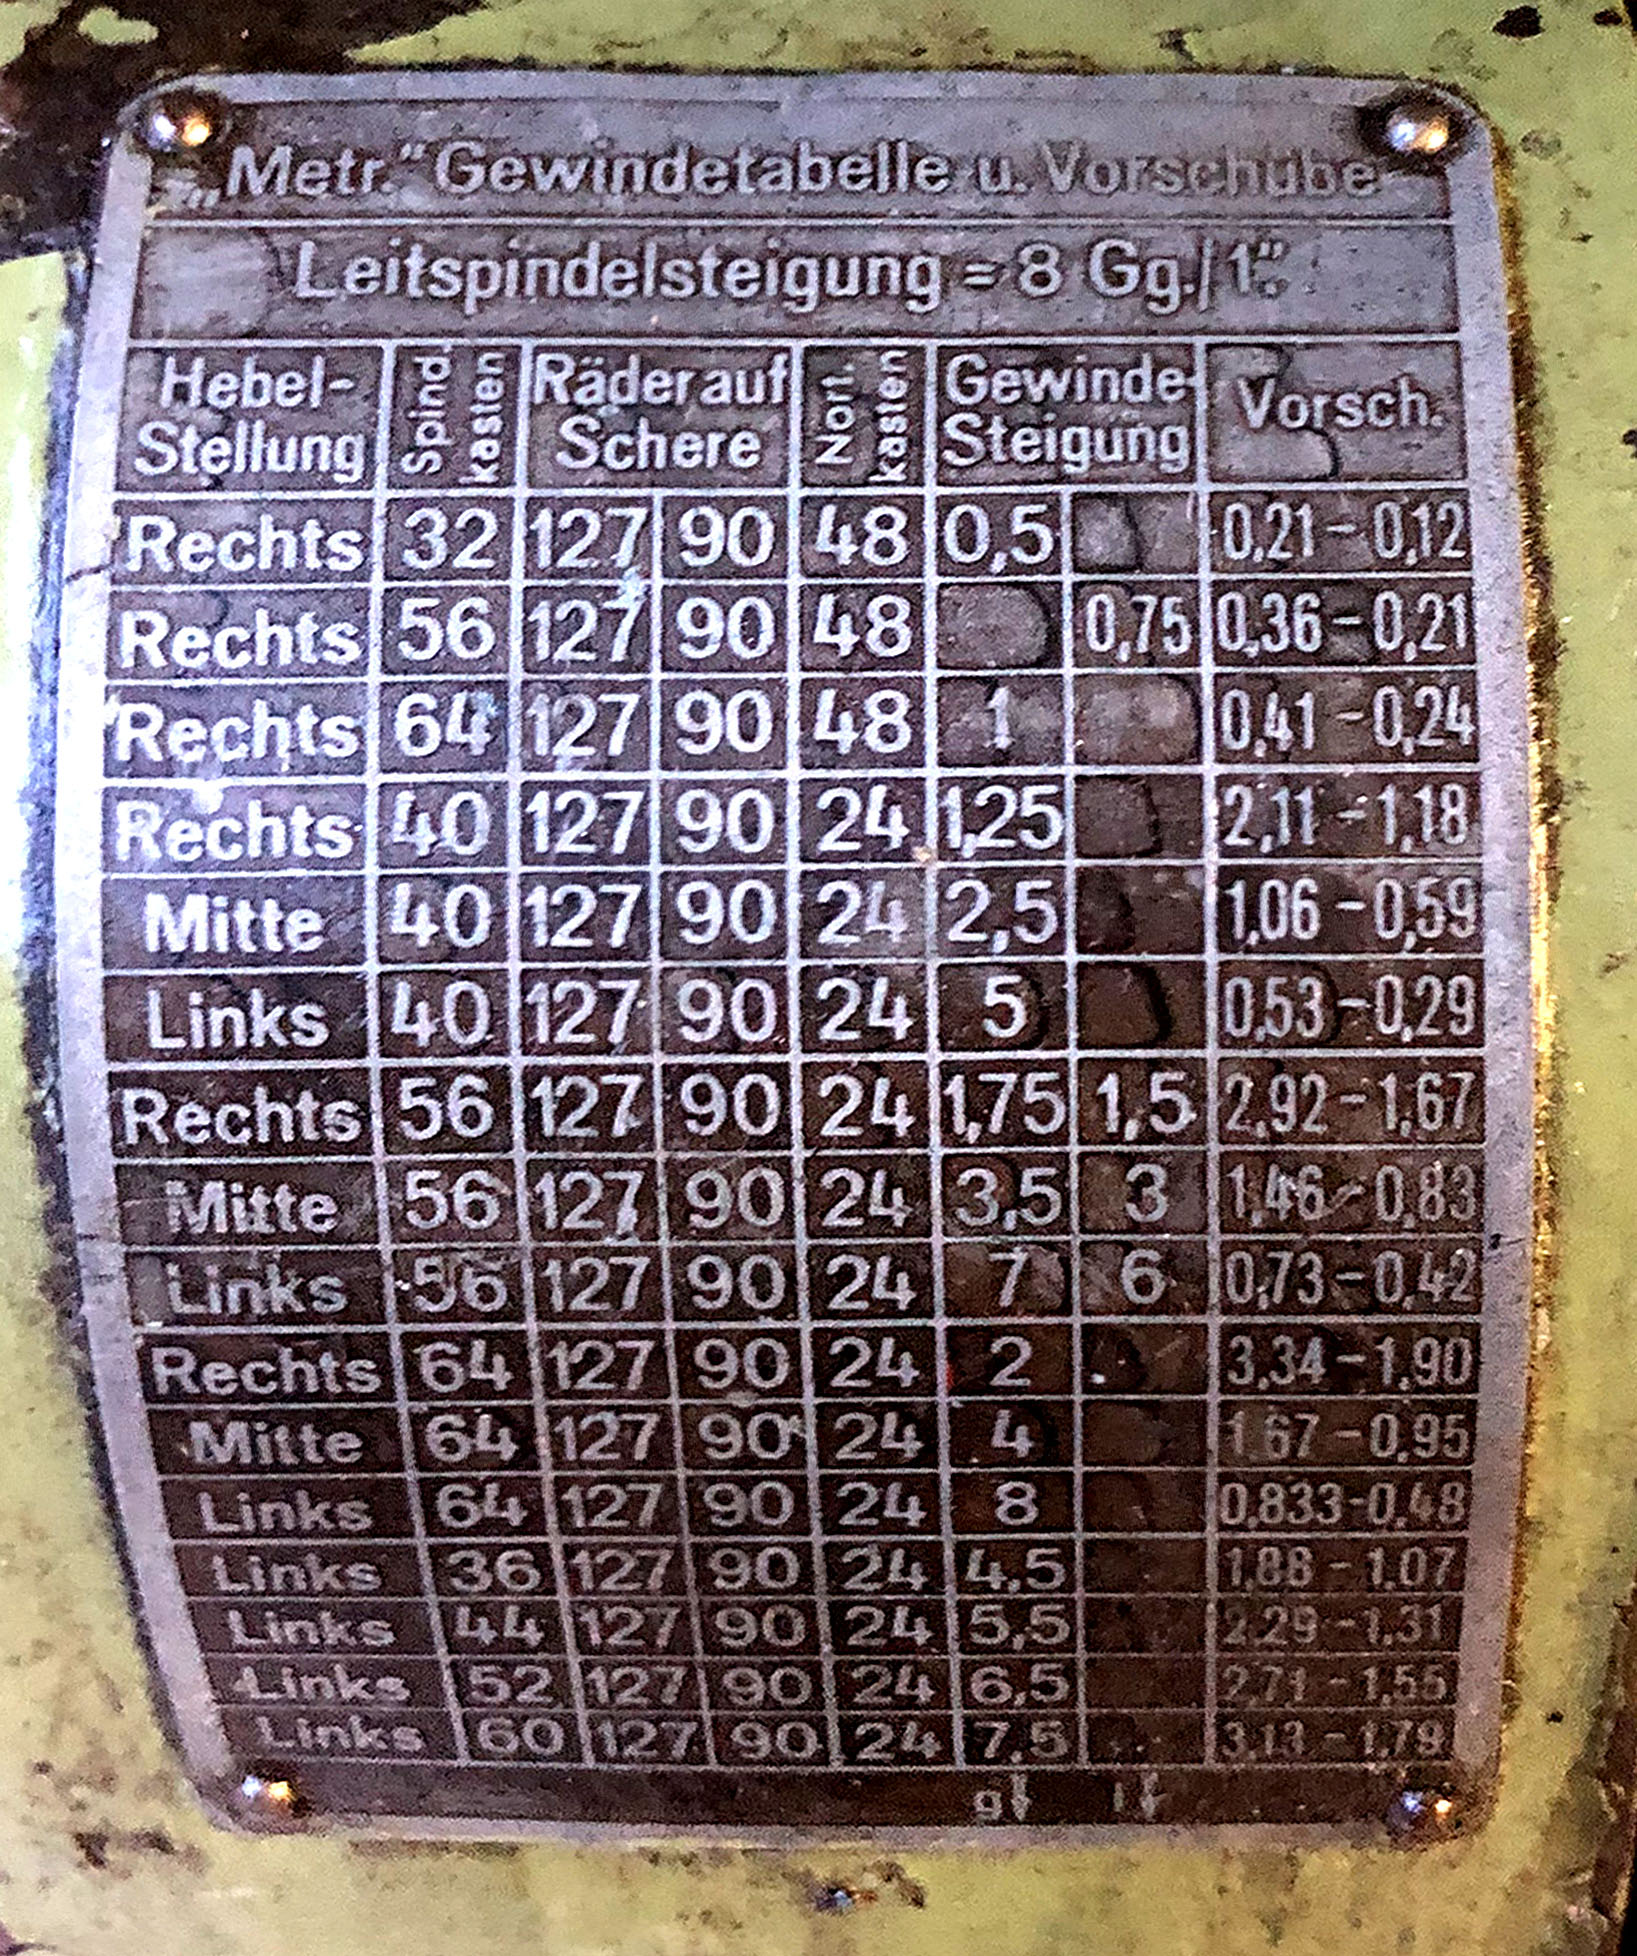 „Metr.“ Gewindetabelle u. Vorschübe
Leitspindelsteigung = 8 Gg./1"
Hebel-Stellung Spind. kasten Räder auf Schere Nort. kasten Gewinde-Steigung Vorsch.
Rechts 32 127 90 48 0,5 0,21 – 0,12
Rechts 56 127 90 48 0,75 0,36 – 0,21
Rechts 64 127 90 48 1 0,41 – 0,24
Rechts 40 127 90 24 1,25 2,11 – 1,18
Mitte 40 127 90 24 2,5 1,06 – 0,59
Links 40 127 90 24 5 0,53 – 0,29
Rechts 56 127 90 24 1,75 1,5 2,92 – 1,67
Mitte 56 127 90 24 3,5 3 1,46 – 0,83
Links 56 127 90 24 7 6 0,73 – 0,42
Rechts 64 127 90 24 2 3,34 – 1,90
Mitte 64 127 90 24 4 1,67 – 0,95
Links 64 127 90 24 8 0,833-0,48
Links 36 127 90 24 4,5 1,88 – 1,07
Links 44 127 90 24 5,5 2,29 – 1,31
Links 52 127 90 24 6,5 2,71 – 1,55
Links 60 127 90 24 7,5 3,13 – 1,79
g